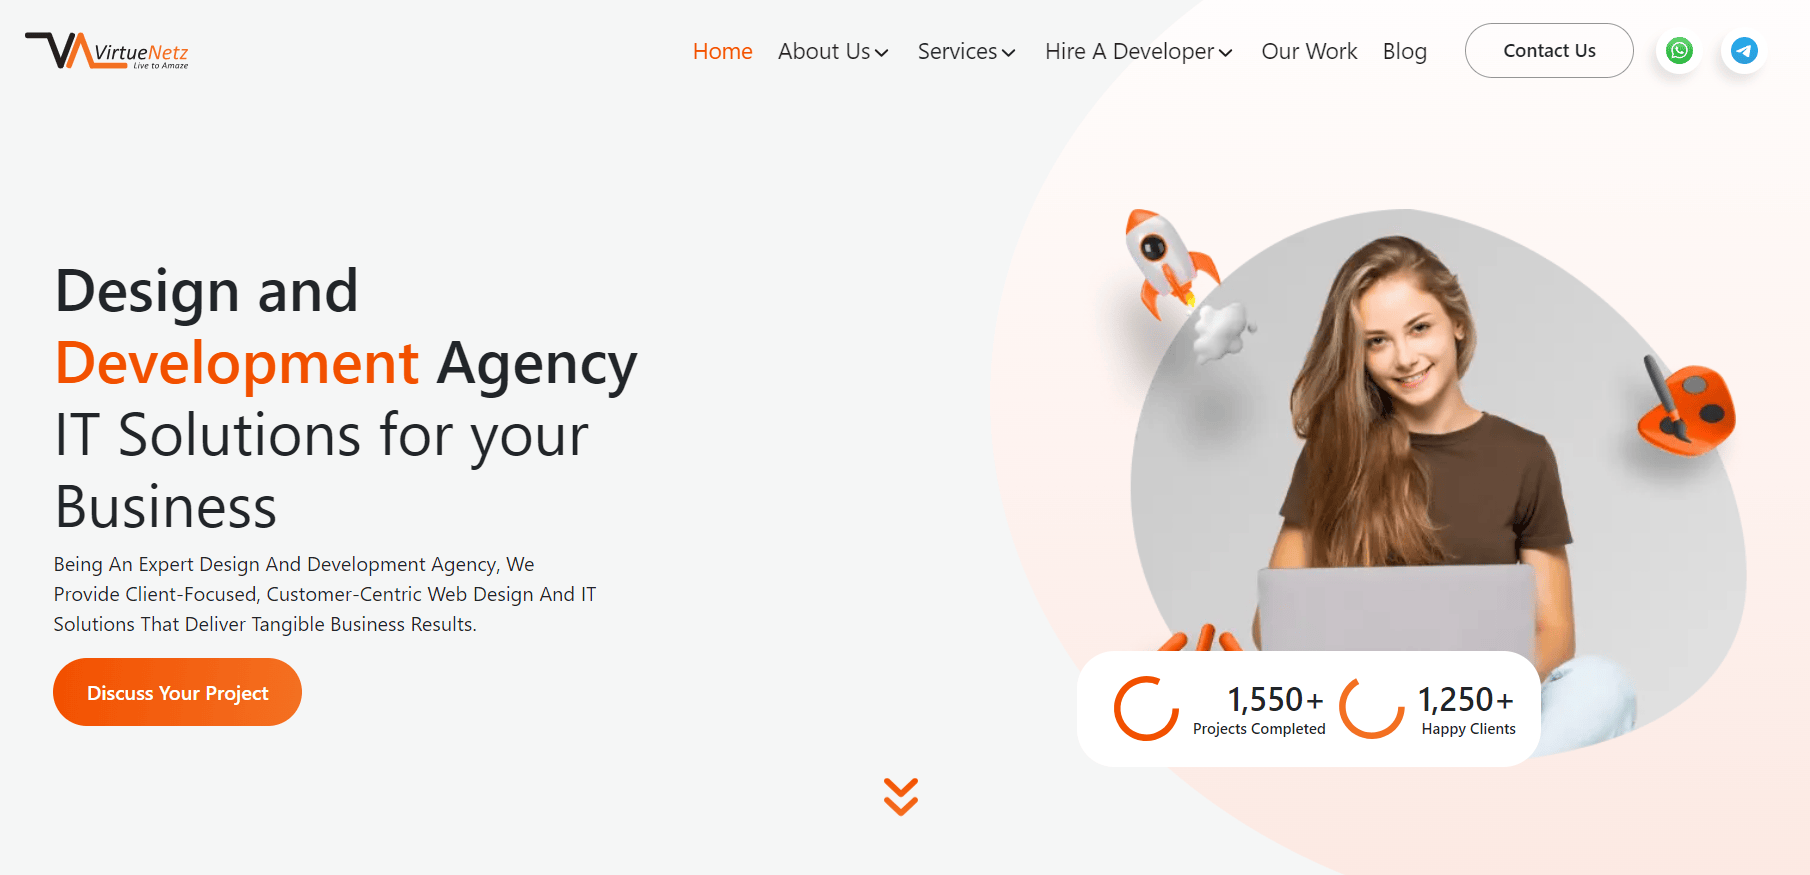 VirtueNetz
Live to Amaze
Home
About Us
Services
Hire A Developer
Our Work
Blog
Contact Us
Design and
Development Agency
IT Solutions for your
Business
Being An Expert Design And Development Agency, We
Provide Client-Focused, Customer-Centric Web Design And IT
Solutions That Deliver Tangible Business Results.
Discuss Your Project
1,550+
Projects Completed
1,250+
Happy Clients